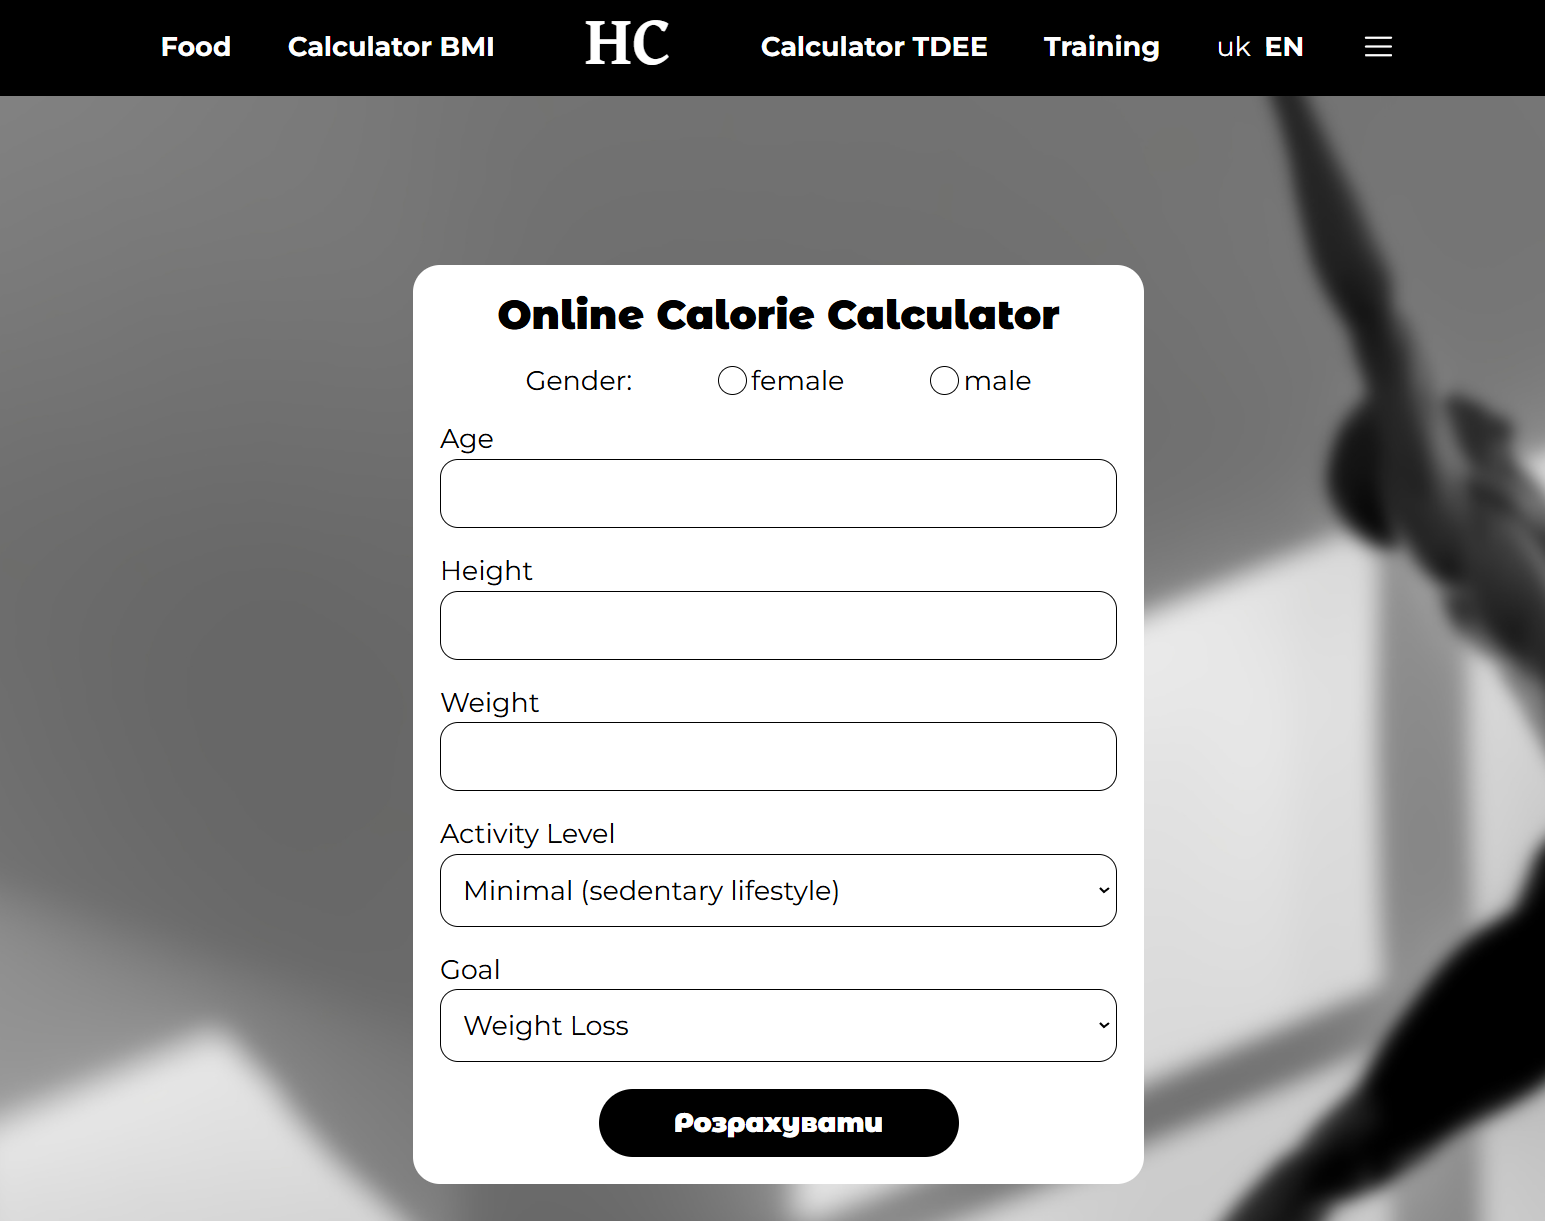 Food Calculator BMI HC Calculator TDEE Training uk EN
Online Calorie Calculator
Gender: female male
Age
Height
Weight
Activity Level
Minimal (sedentary lifestyle)
Goal
Weight Loss
Розрахувати